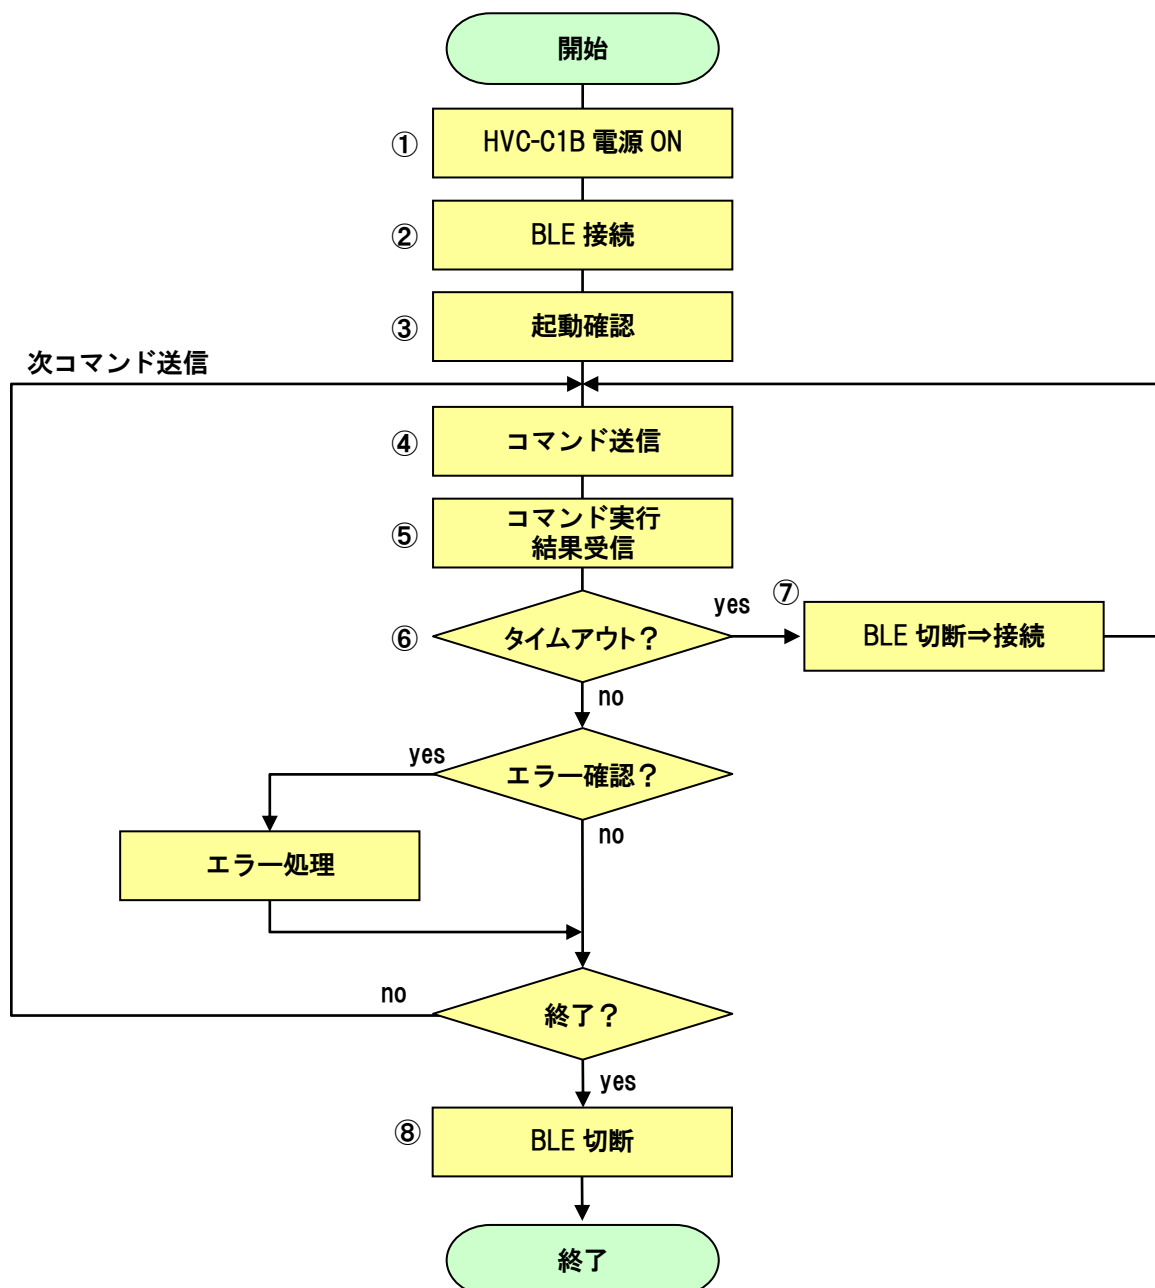 開始
① HVC-C1B 電源 ON
② BLE 接続
③ 起動確認
次コマンド送信
④ コマンド送信
⑤ コマンド実行
結果受信
⑥ タイムアウト?
yes
⑦ BLE 切断⇒接続
no
エラー確認?
yes
no
エラー処理
終了?
no
yes
⑧ BLE 切断
終了